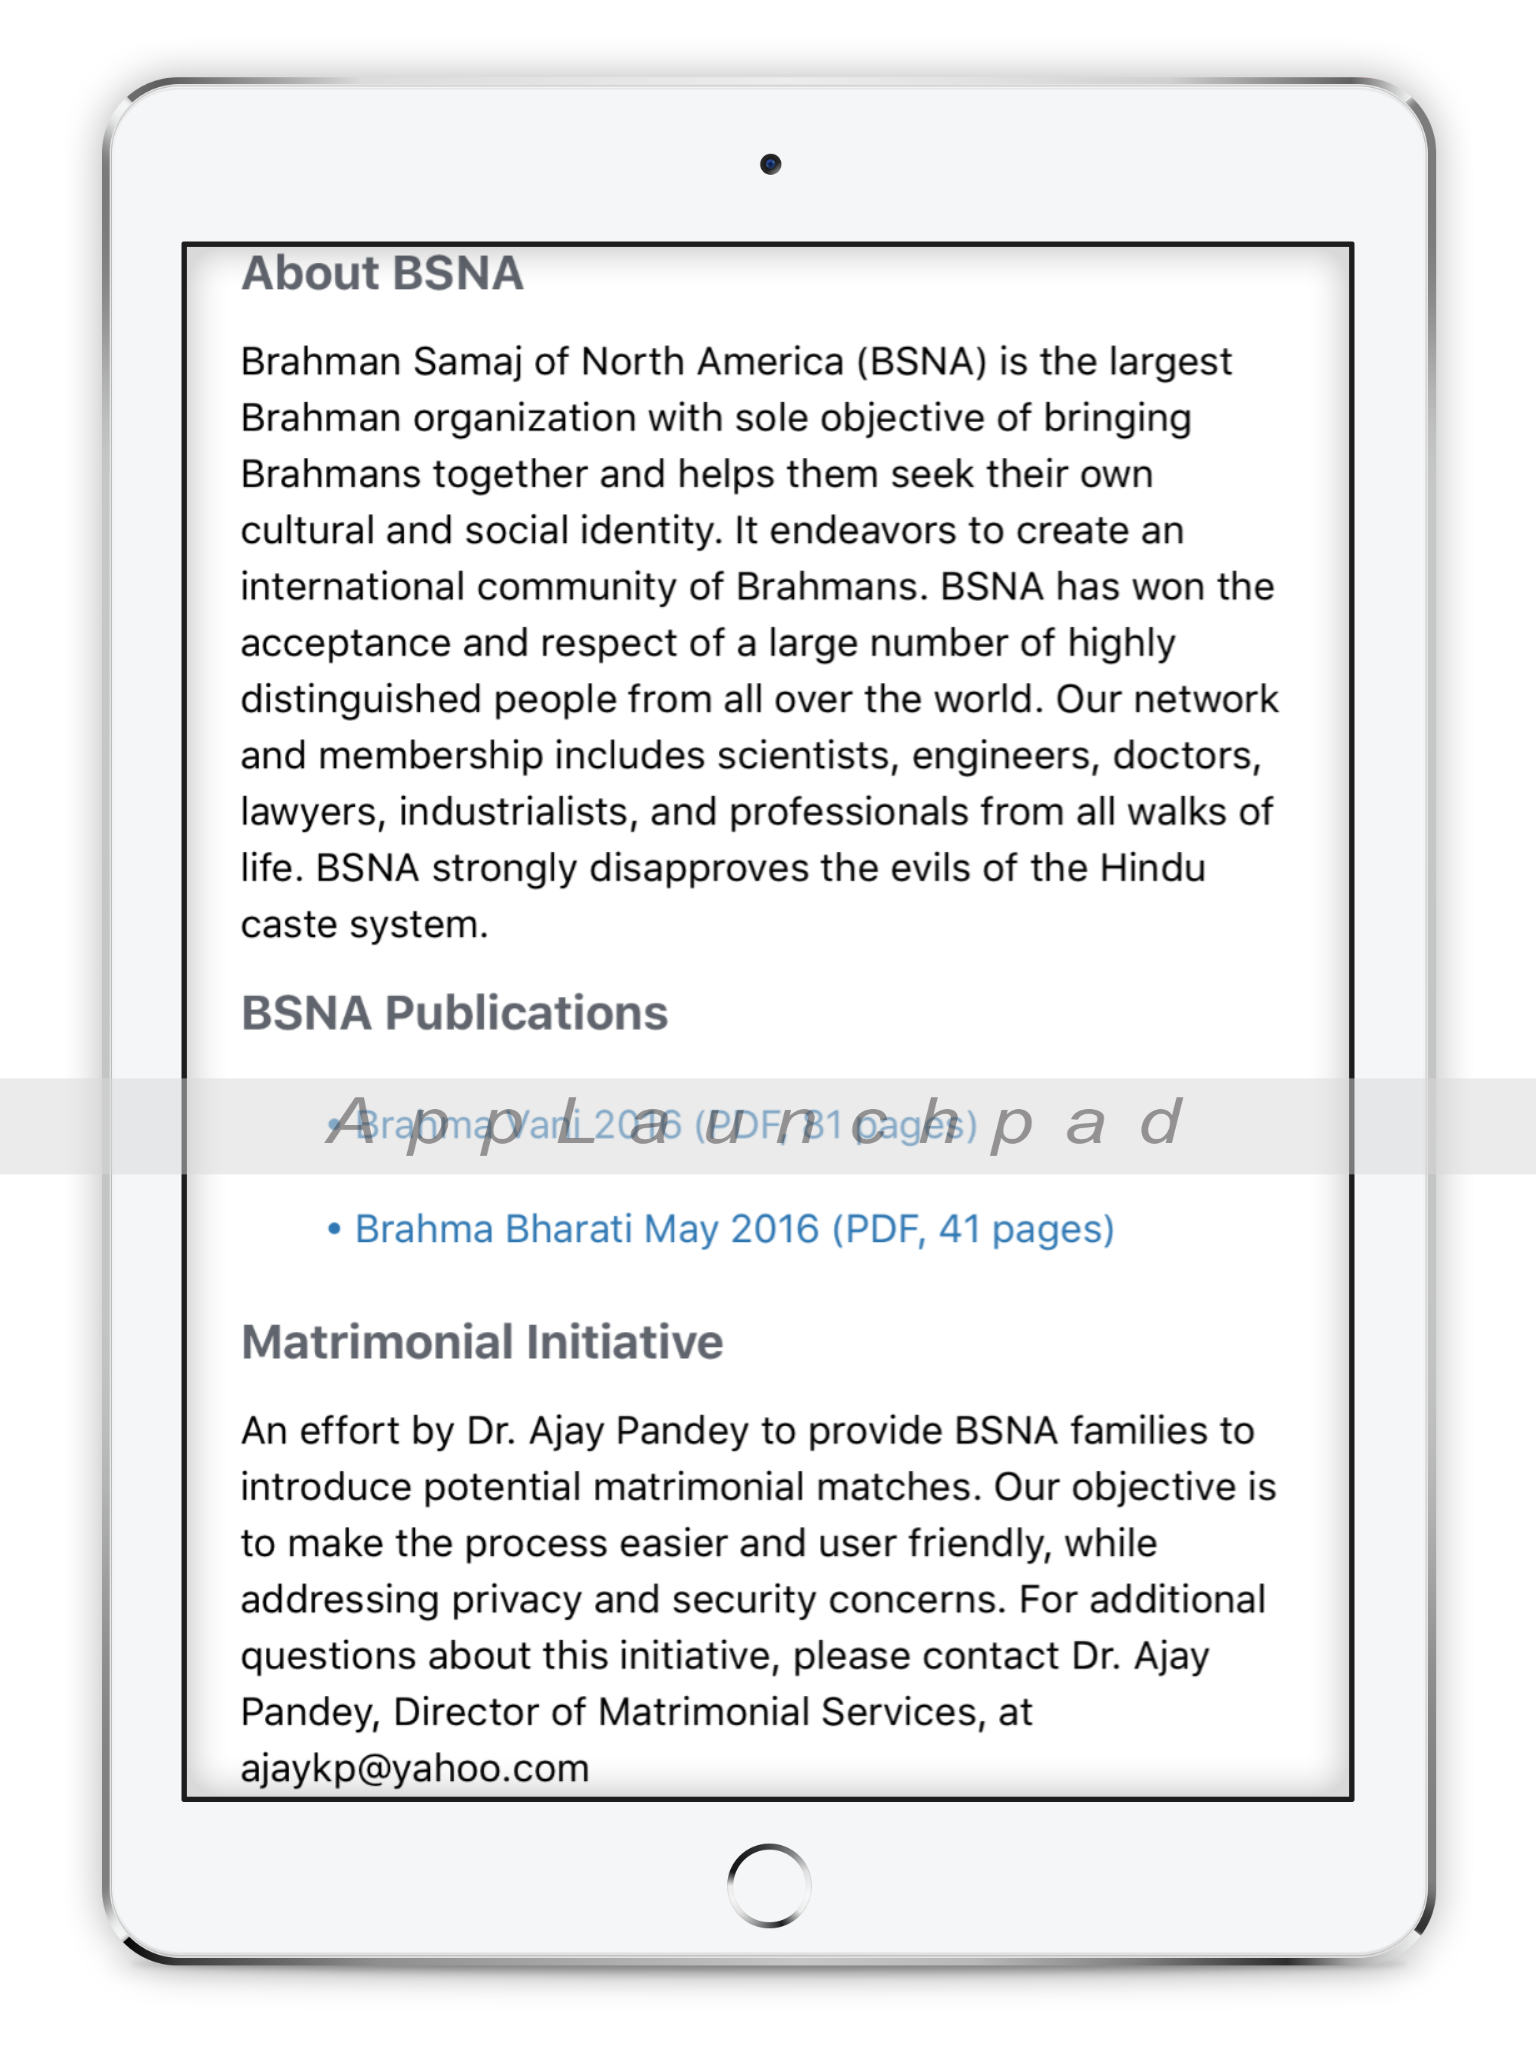 About BSNA
Brahman Samaj of North America (BSNA) is the largest
Brahman organization with sole objective of bringing
Brahmans together and helps them seek their own
cultural and social identity. It endeavors to create an
international community of Brahmans. BSNA has won the
acceptance and respect of a large number of highly
distinguished people from all over the world. Our network
and membership includes scientists, engineers, doctors,
lawyers, industrialists, and professionals from all walks of
life. BSNA strongly disapproves the evils of the Hindu
caste system.
BSNA Publications
• Brahma Vani 2016 (PDF, 81 pages)
AppLaunchpad
• Brahma Bharati May 2016 (PDF, 41 pages)
Matrimonial Initiative
An effort by Dr. Ajay Pandey to provide BSNA families to
introduce potential matrimonial matches. Our objective is
to make the process easier and user friendly, while
addressing privacy and security concerns. For additional
questions about this initiative, please contact Dr. Ajay
Pandey, Director of Matrimonial Services, at
ajaykp@yahoo.com